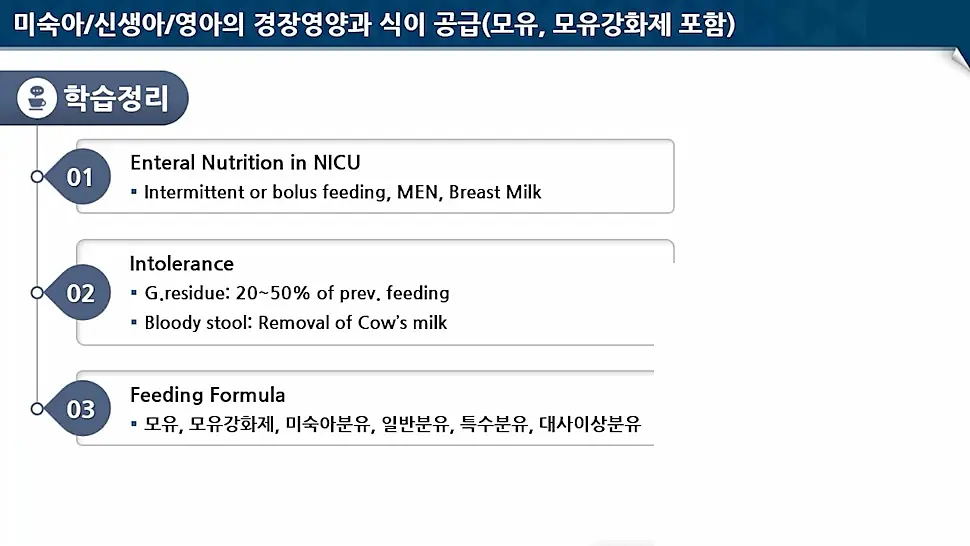 미숙아/신생아/영아의 경장영양과 식이 공급(모유, 모유강화제 포함)
학습정리
01
Enteral Nutrition in NICU
▪ Intermittent or bolus feeding, MEN, Breast Milk
02
Intolerance
▪ G.residue: 20~50% of prev. feeding
▪ Bloody stool: Removal of Cow's milk
03
Feeding Formula
▪ 모유, 모유강화제, 미숙아분유, 일반분유, 특수분유, 대사이상분유